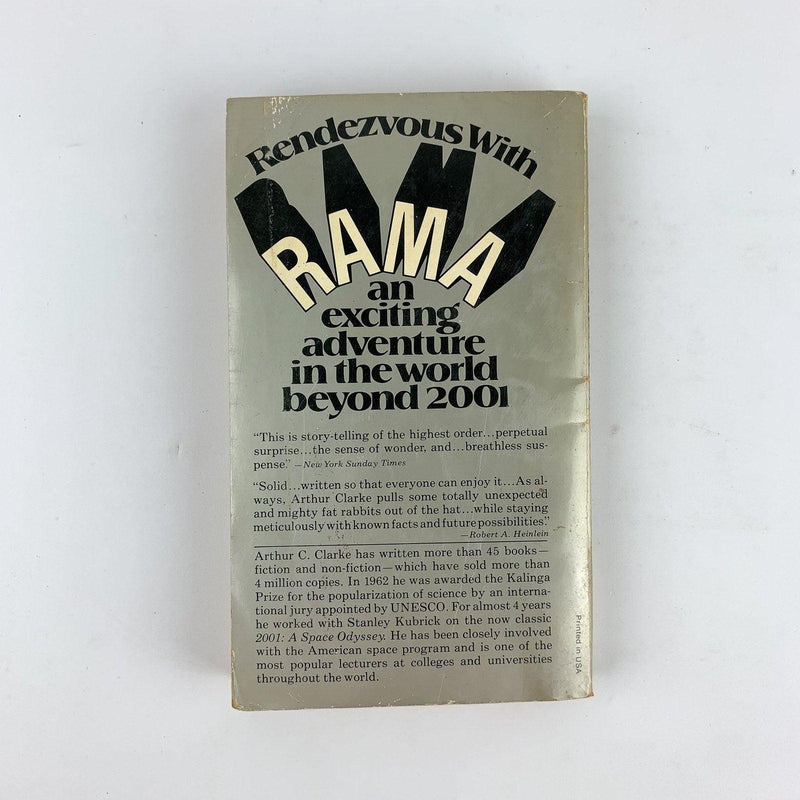 Rendezvous With
RAMA
an
exciting
adventure
in the world
beyond 2001
“This is story-telling of the highest order...perpetual
surprise...the sense of wonder, and...breathless sus-
pense.” —New York Sunday Times
“Solid...written so that everyone can enjoy it...As al-
ways, Arthur Clarke pulls some totally unexpected
and mighty fat rabbits out of the hat...while staying
meticulously with known facts and future possibilities.”
—Robert A. Heinlein
Arthur C. Clarke has written more than 45 books—
fiction and non-fiction—which have sold more than
4 million copies. In 1962 he was awarded the Kalinga
Prize for the popularization of science by an interna-
tional jury appointed by UNESCO. For almost 4 years
he worked with Stanley Kubrick on the now classic
2001: A Space Odyssey. He has been closely involved
with the American space program and is one of the
most popular lecturers at colleges and universities
throughout the world.
Printed in USA